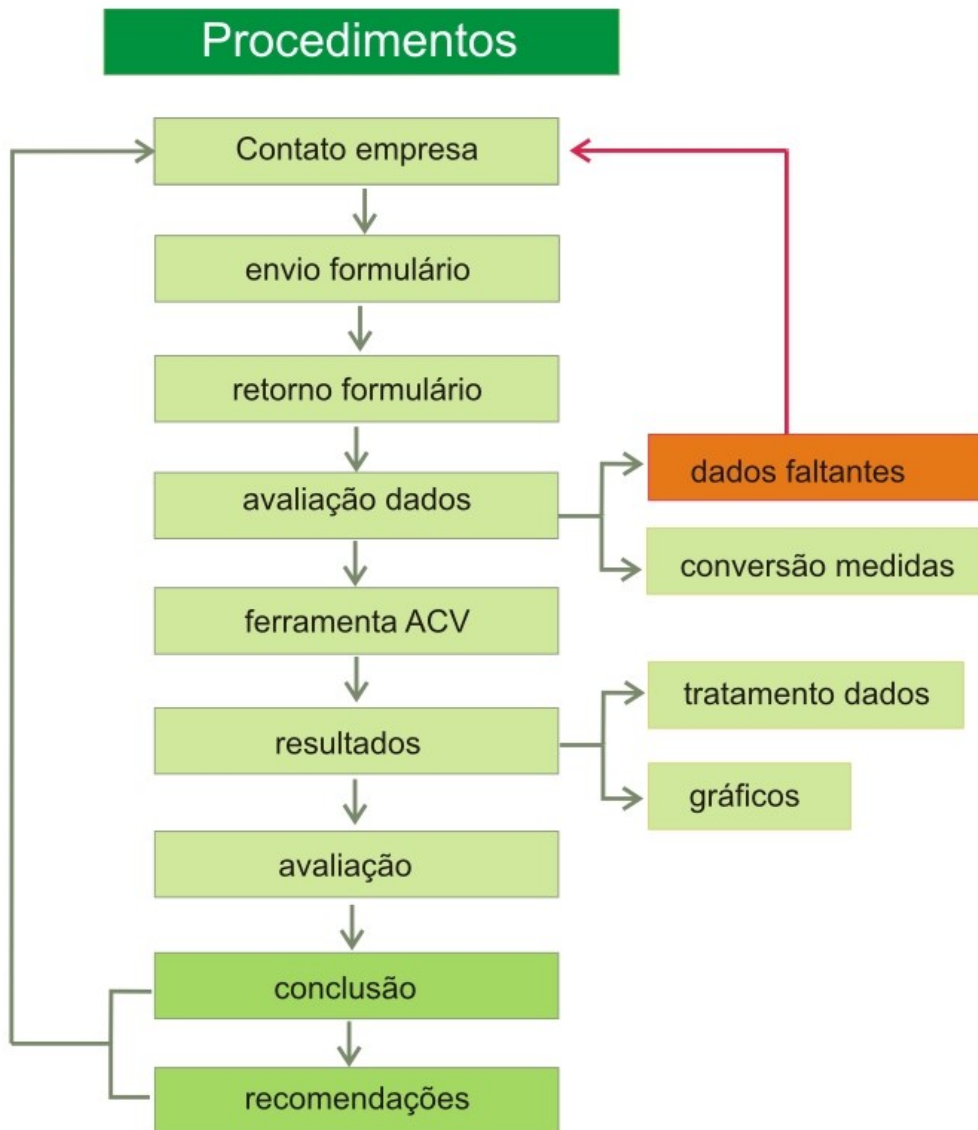 Procedimentos
Contato empresa
envio formulário
retorno formulário
avaliação dados
dados faltantes
conversão medidas
ferramenta ACV
resultados
tratamento dados
gráficos
avaliação
conclusão
recomendações